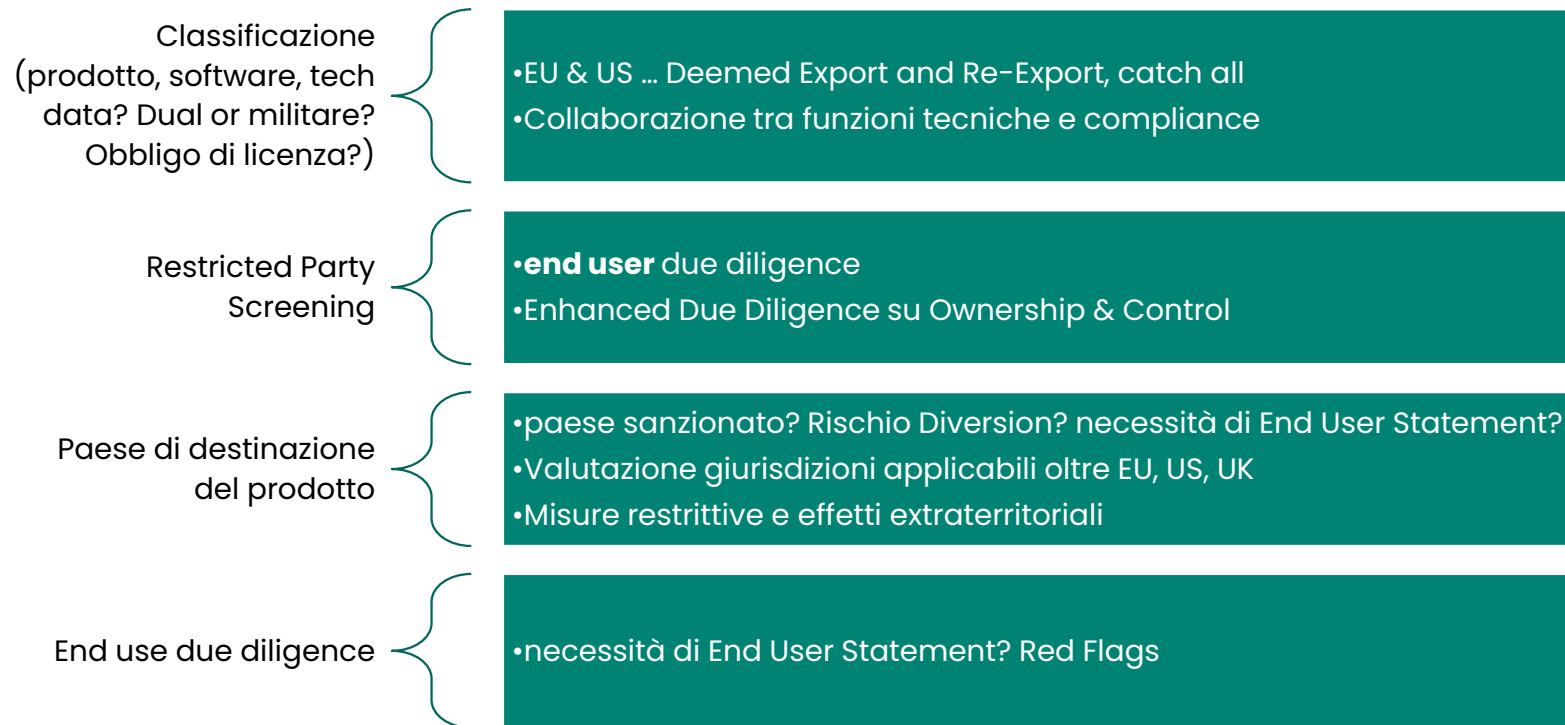 Classificazione
(prodotto, software, tech
data? Dual or militare?
Obbligo di licenza?)
•EU & US … Deemed Export and Re-Export, catch all
•Collaborazione tra funzioni tecniche e compliance
Restricted Party
Screening
•end user due diligence
•Enhanced Due Diligence su Ownership & Control
Paese di destinazione
del prodotto
•paese sanzionato? Rischio Diversion? necessità di End User Statement?
•Valutazione giurisdizioni applicabili oltre EU, US, UK
•Misure restrittive e effetti extraterritoriali
End use due diligence
•necessità di End User Statement? Red Flags